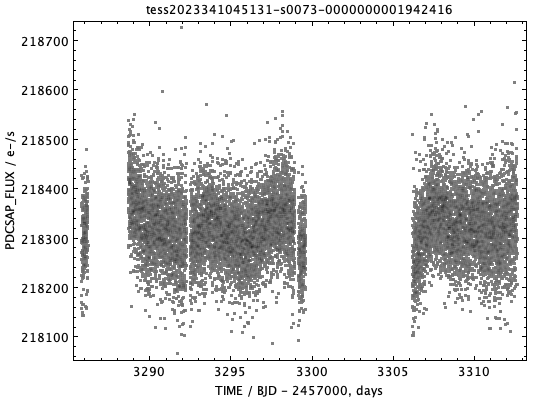 tess2023341045131-s0073-0000000001942416
PDCSAP_FLUX / e-/s
218700
218600
218500
218400
218300
218200
218100
3290 3295 3300 3305 3310
TIME / BJD - 2457000, days